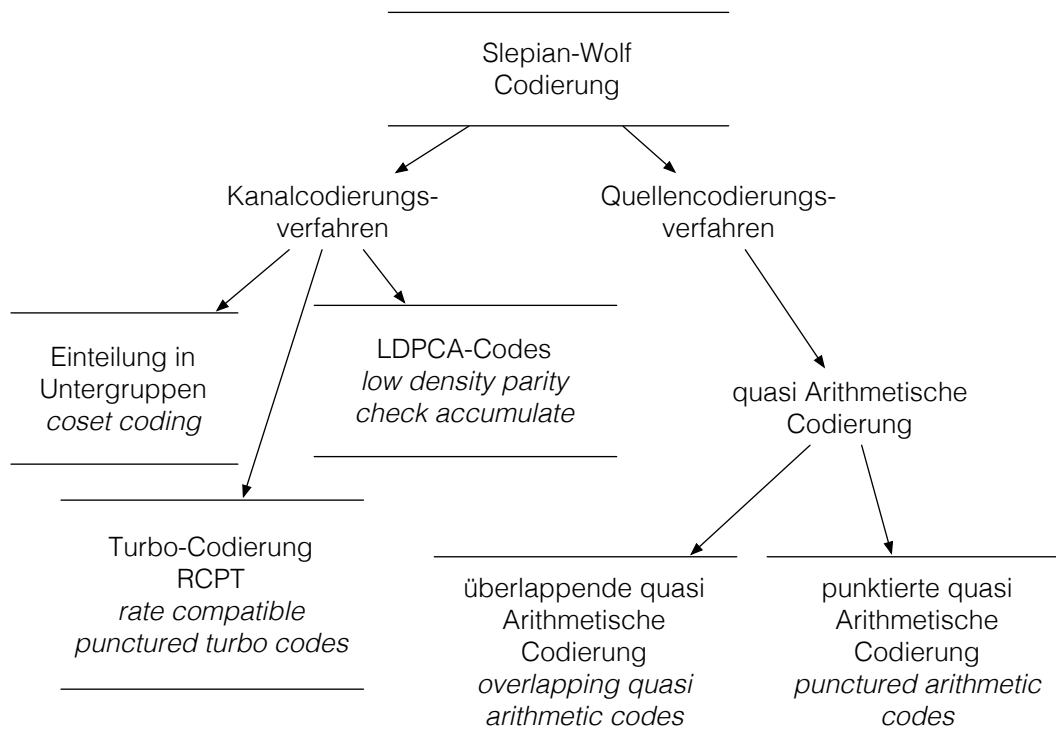 Slepian-Wolf
Codierung
Kanalcodierungs-
verfahren
Quellencodierungs-
verfahren
Einteilung in
Untergruppen
coset coding
LDPCA-Codes
low density parity
check accumulate
quasi Arithmetische
Codierung
Turbo-Codierung
RCPT
rate compatible
punctured turbo codes
überlappende quasi
Arithmetische
Codierung
overlapping quasi
arithmetic codes
punktierte quasi
Arithmetische
Codierung
punctured arithmetic
codes